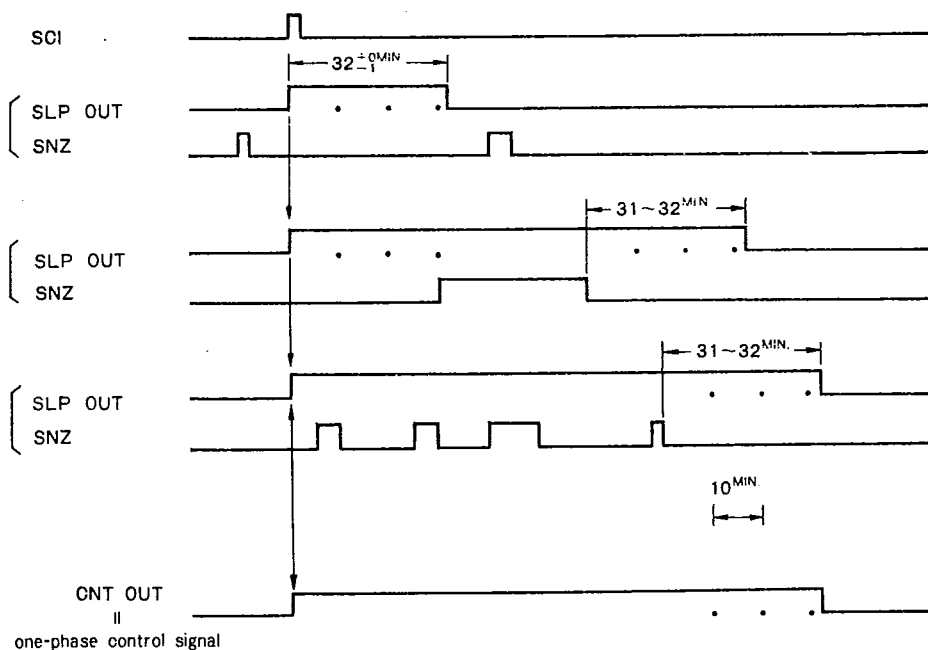 SCI
32 +0 MIN
-1
SLP OUT
SNZ
31~32 MIN
SLP OUT
SNZ
31~32 MIN.
SLP OUT
SNZ
10 MIN.
CNT OUT
||
one-phase control signal